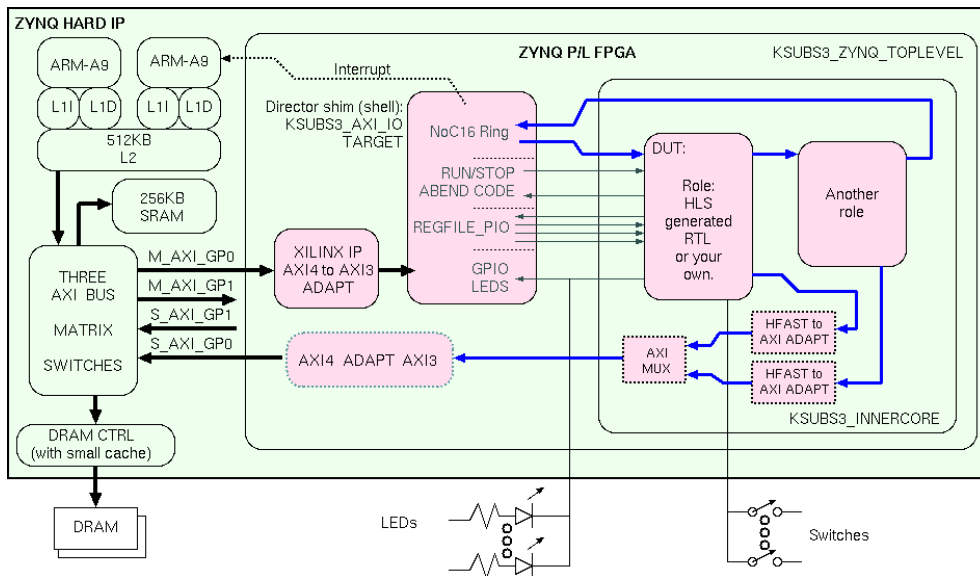 ZYNQ HARD IP
ARM-A9
ARM-A9
L1I
L1D
L1I
L1D
512KB
L2
256KB
SRAM
THREE
AXI BUS
MATRIX
SWITCHES
M_AXI_GP0
M_AXI_GP1
S_AXI_GP1
S_AXI_GP0
DRAM CTRL
(with small cache)
DRAM
ZYNQ P/L FPGA
KSUBS3_ZYNQ_TOPLEVEL
Interrupt
Director shim (shell):
KSUBS3_AXI_IO
TARGET
XILINX IP
AXI4 to AXI3
ADAPT
NoC16 Ring
RUN/STOP
ABEND CODE
REGFILE_PIO
GPIO
LEDS
DUT:
Role:
HLS
generated
RTL
or your
own.
Another
role
HFAST to
AXI ADAPT
HFAST to
AXI ADAPT
AXI
MUX
AXI4 ADAPT AXI3
KSUBS3_INNERCORE
LEDs
Switches